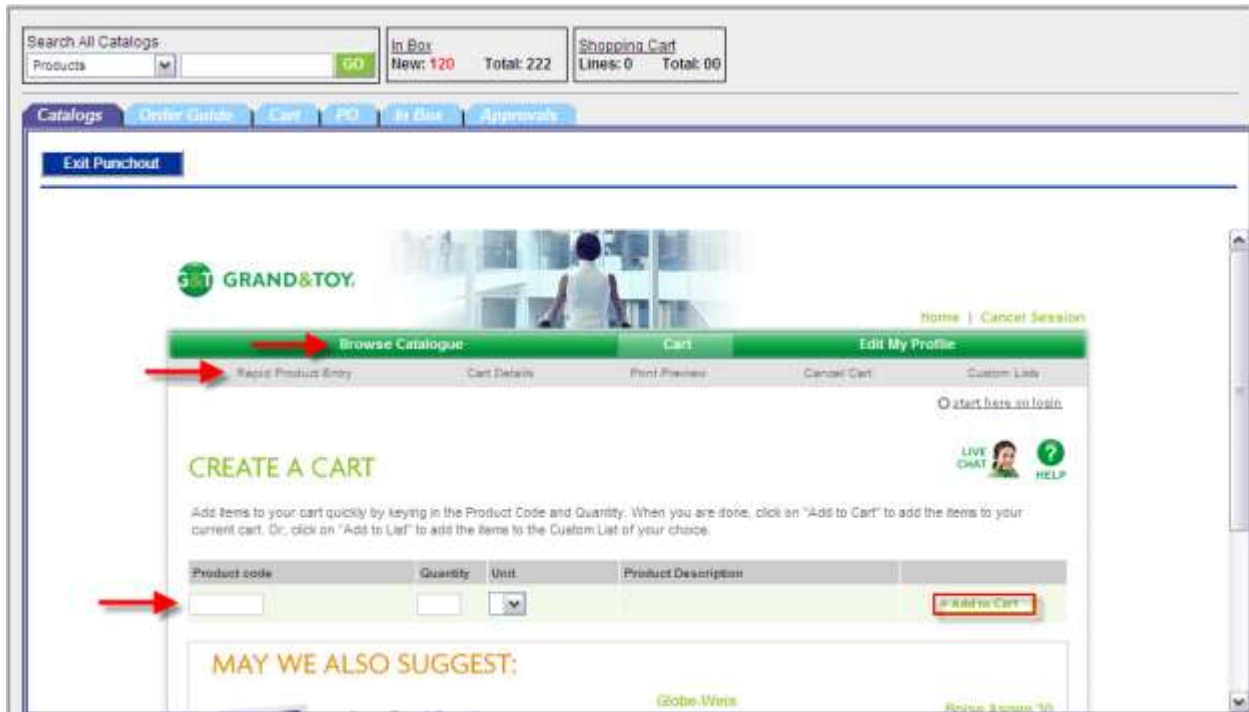 Search All Catalogs
Products
GO
In Box
New: 120 Total: 222
Shopping Cart
Lines: 0 Total: 00
Catalogs Order Guide Cart PO In Box Approvals
Exit Punchout
G&T GRAND&TOY.
Home | Cancel Session
Browse Catalogue Cart Edit My Profile
Rapid Product Entry Cart Details Print Preview Cancel Cart Custom Lists
start here on login
LIVE CHAT
HELP
CREATE A CART
Add items to your cart quickly by keying in the Product Code and Quantity. When you are done, click on "Add to Cart" to add the items to your
current cart. Or, click on "Add to List" to add the items to the Custom List of your choice.
Product code Quantity Unit Product Description
Add to Cart
MAY WE ALSO SUGGEST:
Globe-Weis
Boise Aspen 30